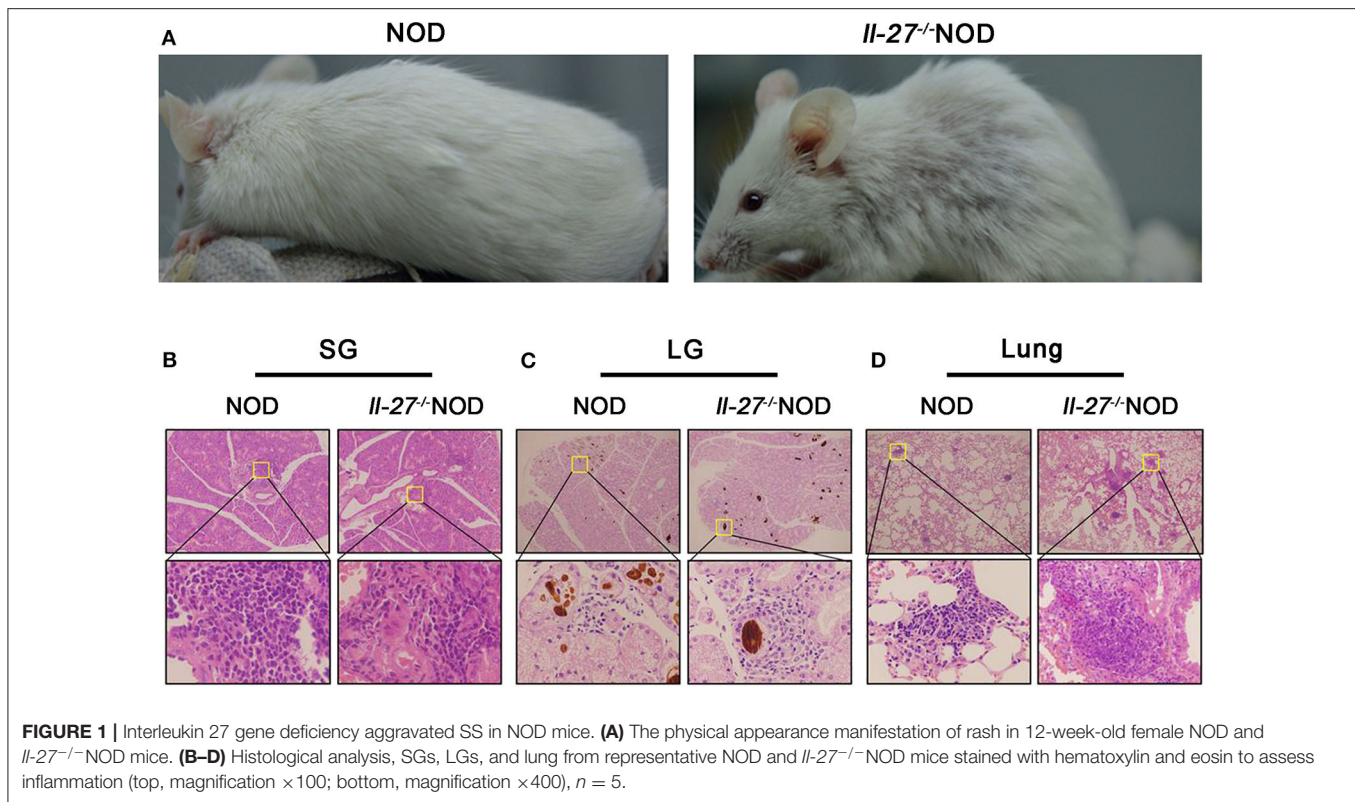 A
NOD
Il-27-/-NOD
B
SG
NOD
Il-27-/-NOD
C
LG
NOD
Il-27-/-NOD
D
Lung
NOD
Il-27-/-NOD
FIGURE 1 | Interleukin 27 gene deficiency aggravated SS in NOD mice. (A) The physical appearance manifestation of rash in 12-week-old female NOD and
Il-27−/−NOD mice. (B–D) Histological analysis, SGs, LGs, and lung from representative NOD and Il-27−/−NOD mice stained with hematoxylin and eosin to assess
inflammation (top, magnification ×100; bottom, magnification ×400), n = 5.